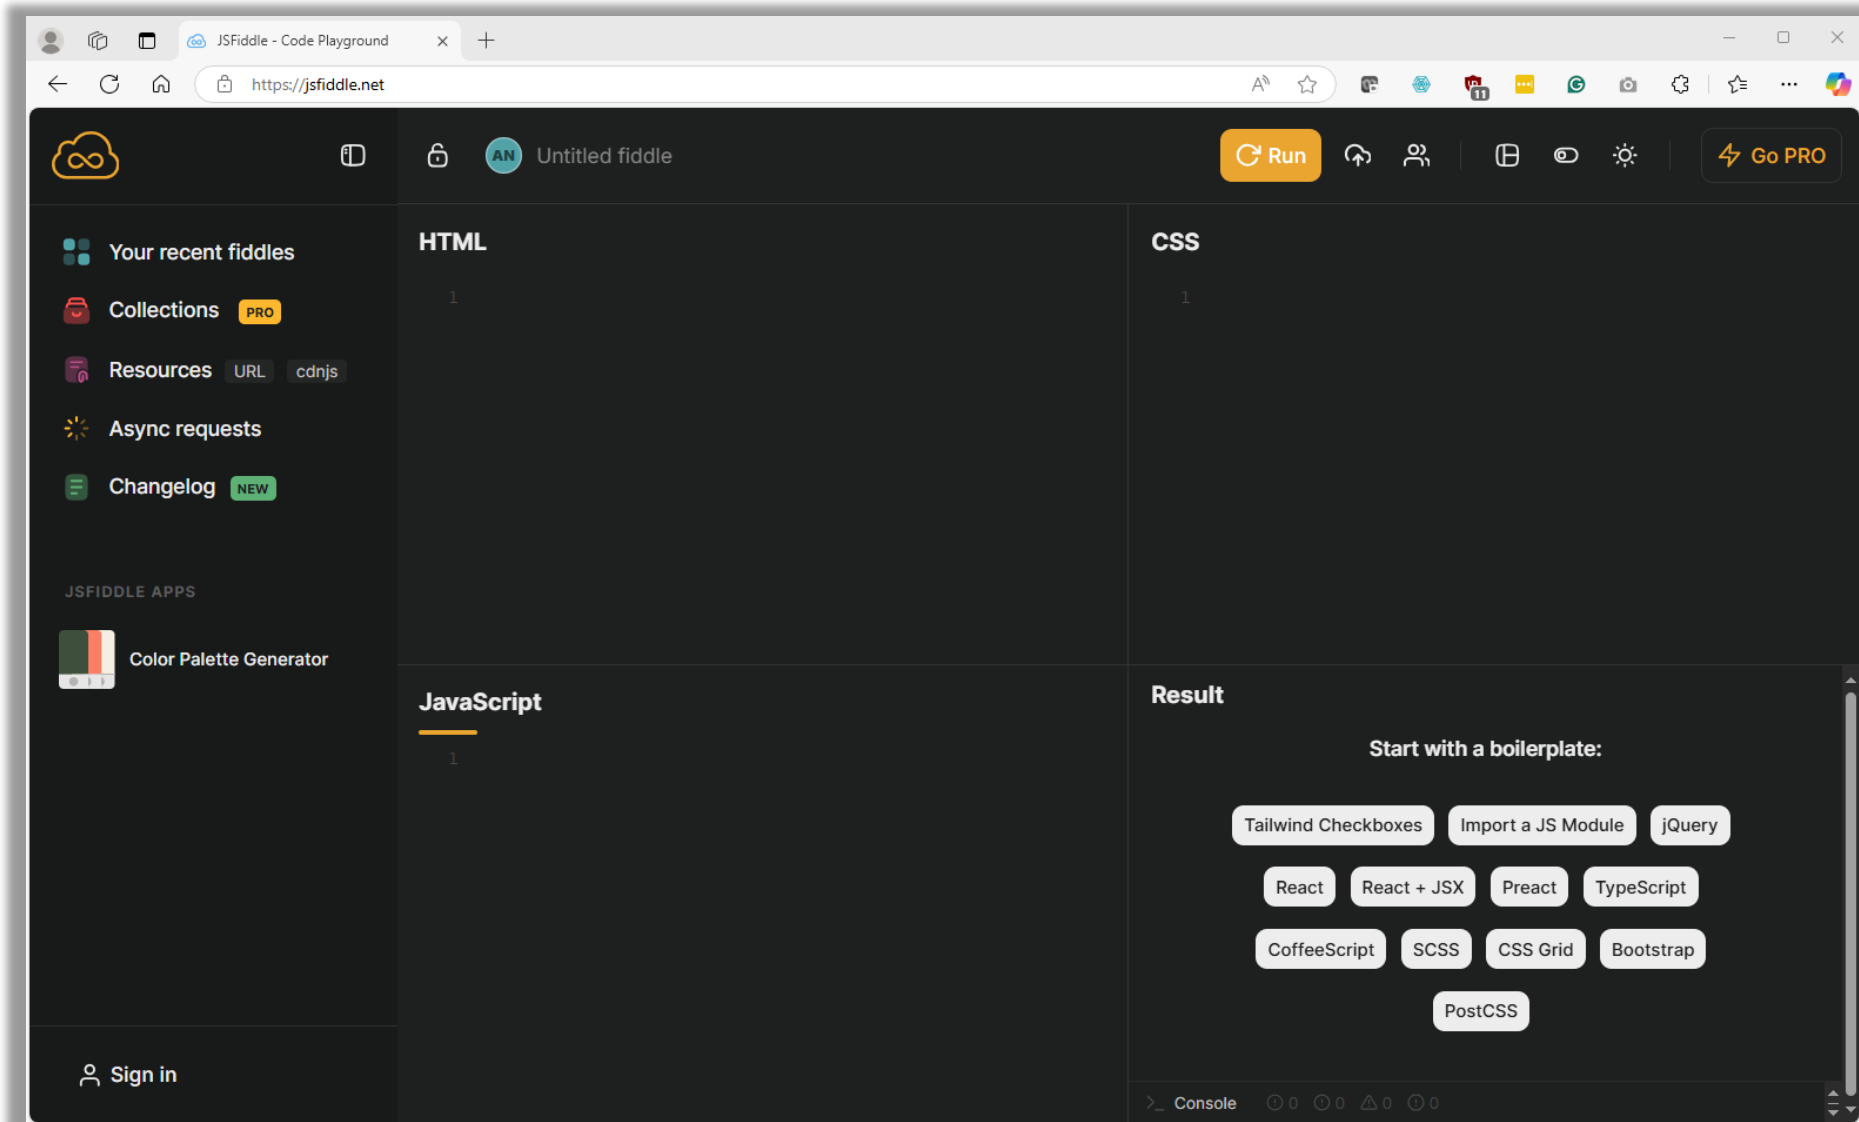 JSFiddle - Code Playground
https://jsfiddle.net
11
AN Untitled fiddle
Run
Go PRO
Your recent fiddles
Collections PRO
Resources URL cdnjs
Async requests
Changelog NEW
JSFIDDLE APPS
Color Palette Generator
Sign in
HTML
1
CSS
1
JavaScript
1
Result
Start with a boilerplate:
Tailwind Checkboxes Import a JS Module jQuery
React React + JSX Preact TypeScript
CoffeeScript SCSS CSS Grid Bootstrap
PostCSS
>_ Console 0 0 0 0